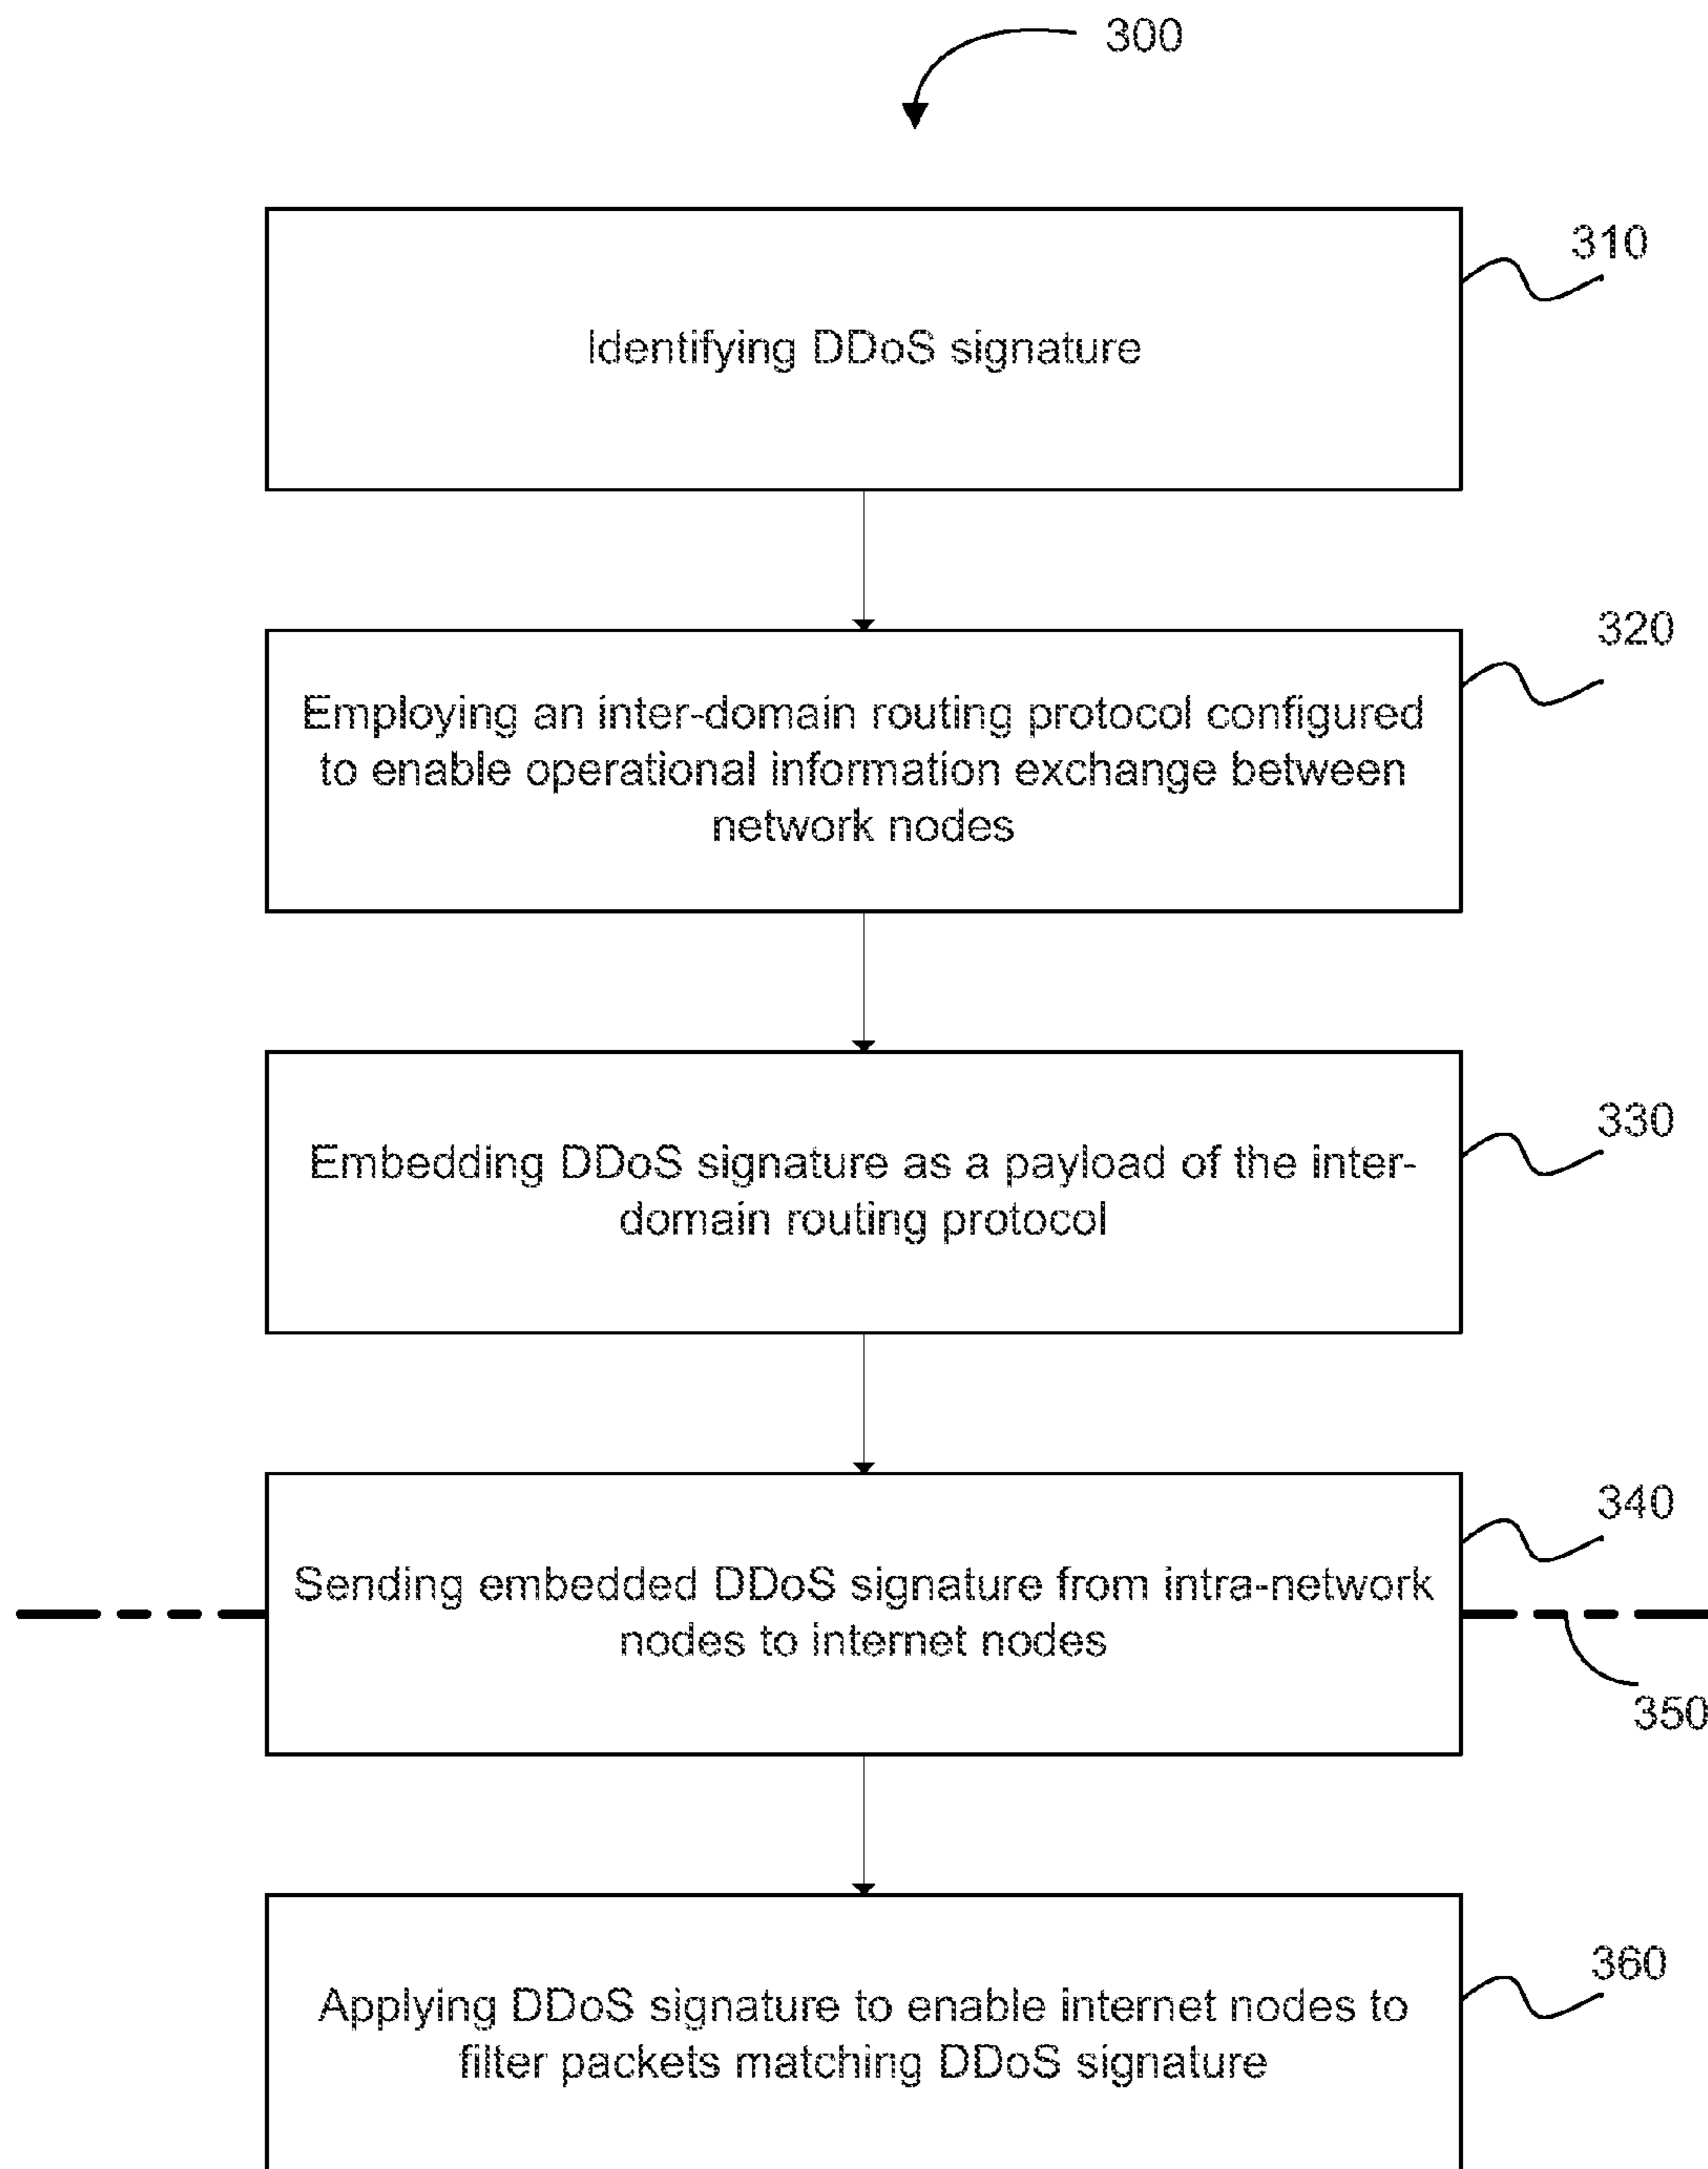 300
310
Identifying DDoS signature
320
Employing an inter-domain routing protocol configured
to enable operational information exchange between
network nodes
330
Embedding DDoS signature as a payload of the inter-
domain routing protocol
340
Sending embedded DDoS signature from intra-network
nodes to internet nodes
350
360
Applying DDoS signature to enable internet nodes to
filter packets matching DDoS signature